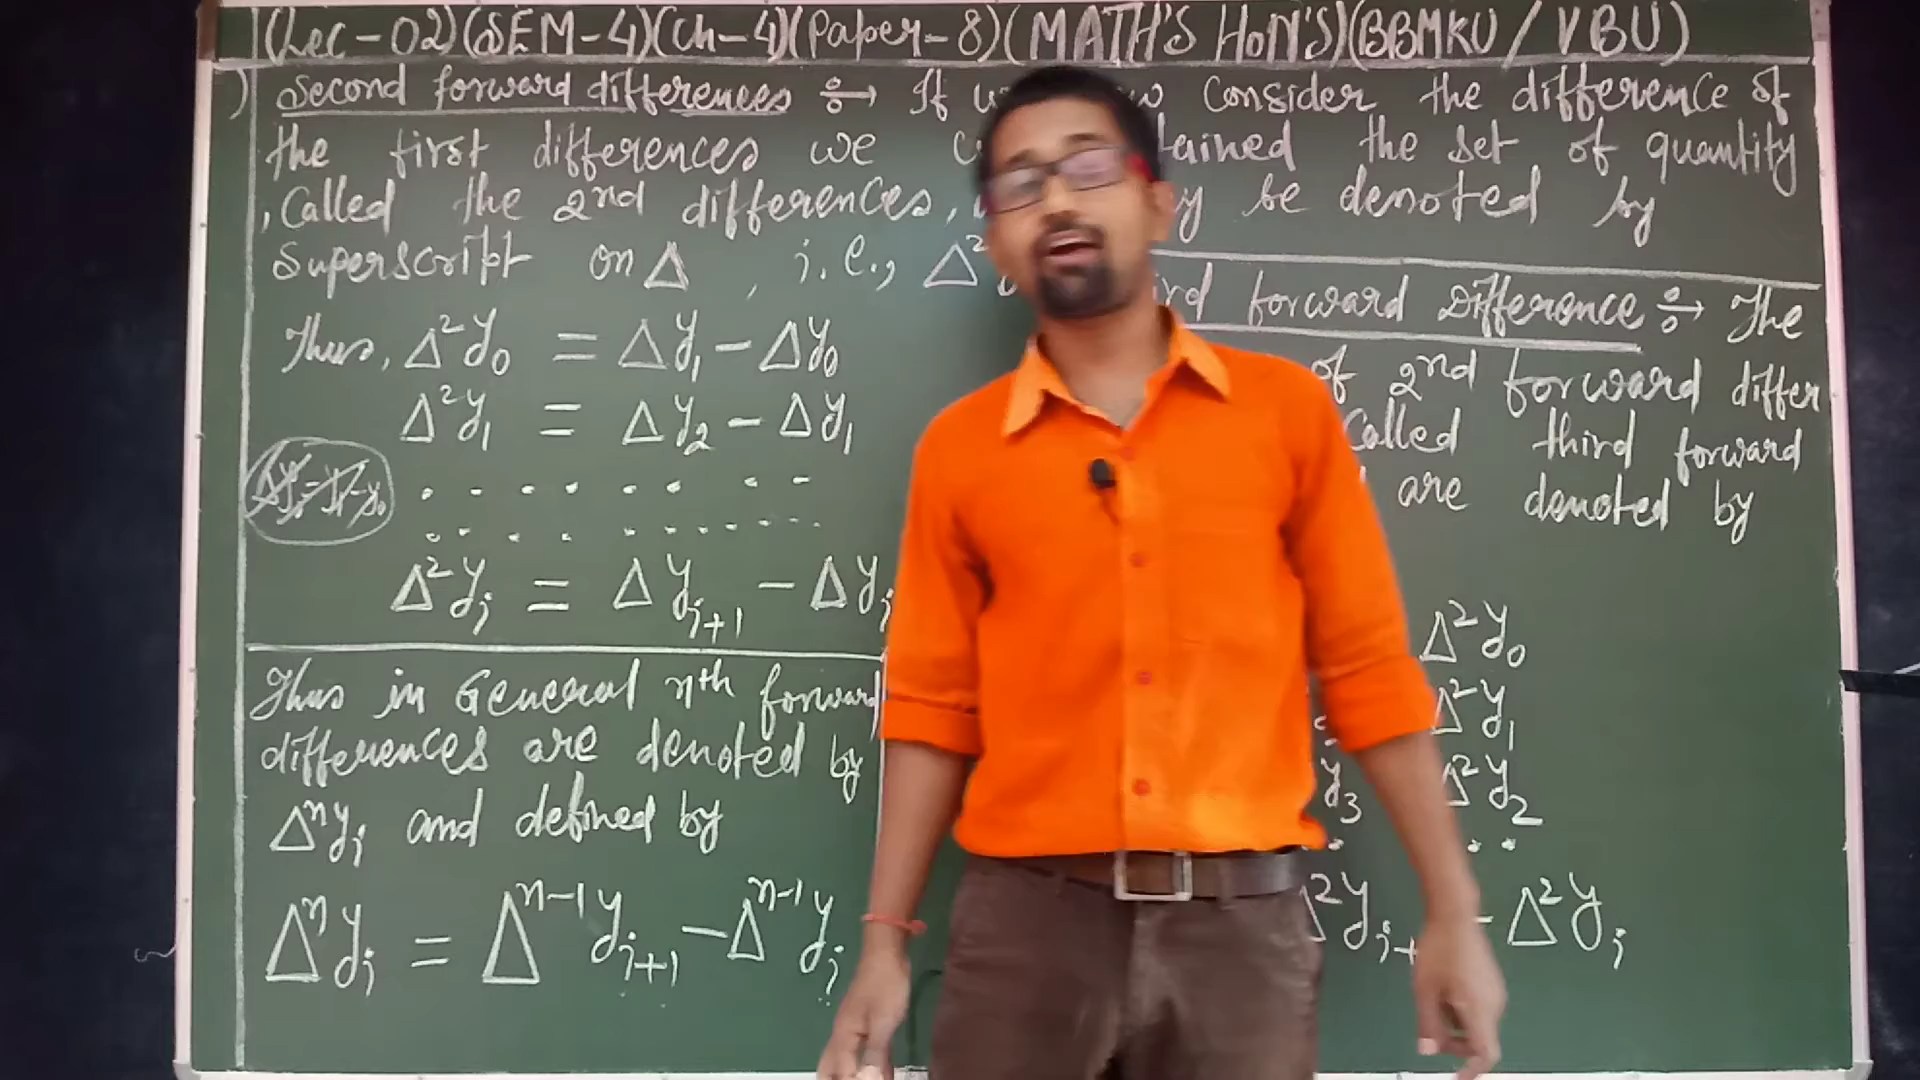 (Lec-02)(SEM-4)(Ch-4)(Paper-8)(MATH'S HoN'S)(BBMKU/VBU)
) Second forward differences ÷→ If consider the difference of
the first differences we the set of quantity
, Called the 2nd differences, be denoted by
Superscript on Δ, i.e., Δ²
Thus, Δ²y₀ = Δy₁ - Δy₀
Δ²y₁ = Δy₂ - Δy₁
Δ²yᵢ = Δyᵢ₊₁ - Δyᵢ
Thus in General nth forward
differences are denoted by
Δⁿyᵢ and defined by
Δⁿyᵢ = Δⁿ⁻¹yᵢ₊₁ - Δⁿ⁻¹yᵢ
forward Difference ÷→ The
of 2nd forward differ
Called third forward
are denoted by
Δ²y₀
Δ²y₁
y₃ Δ²y₂
Δ²yᵢ₊ - Δ²yᵢ